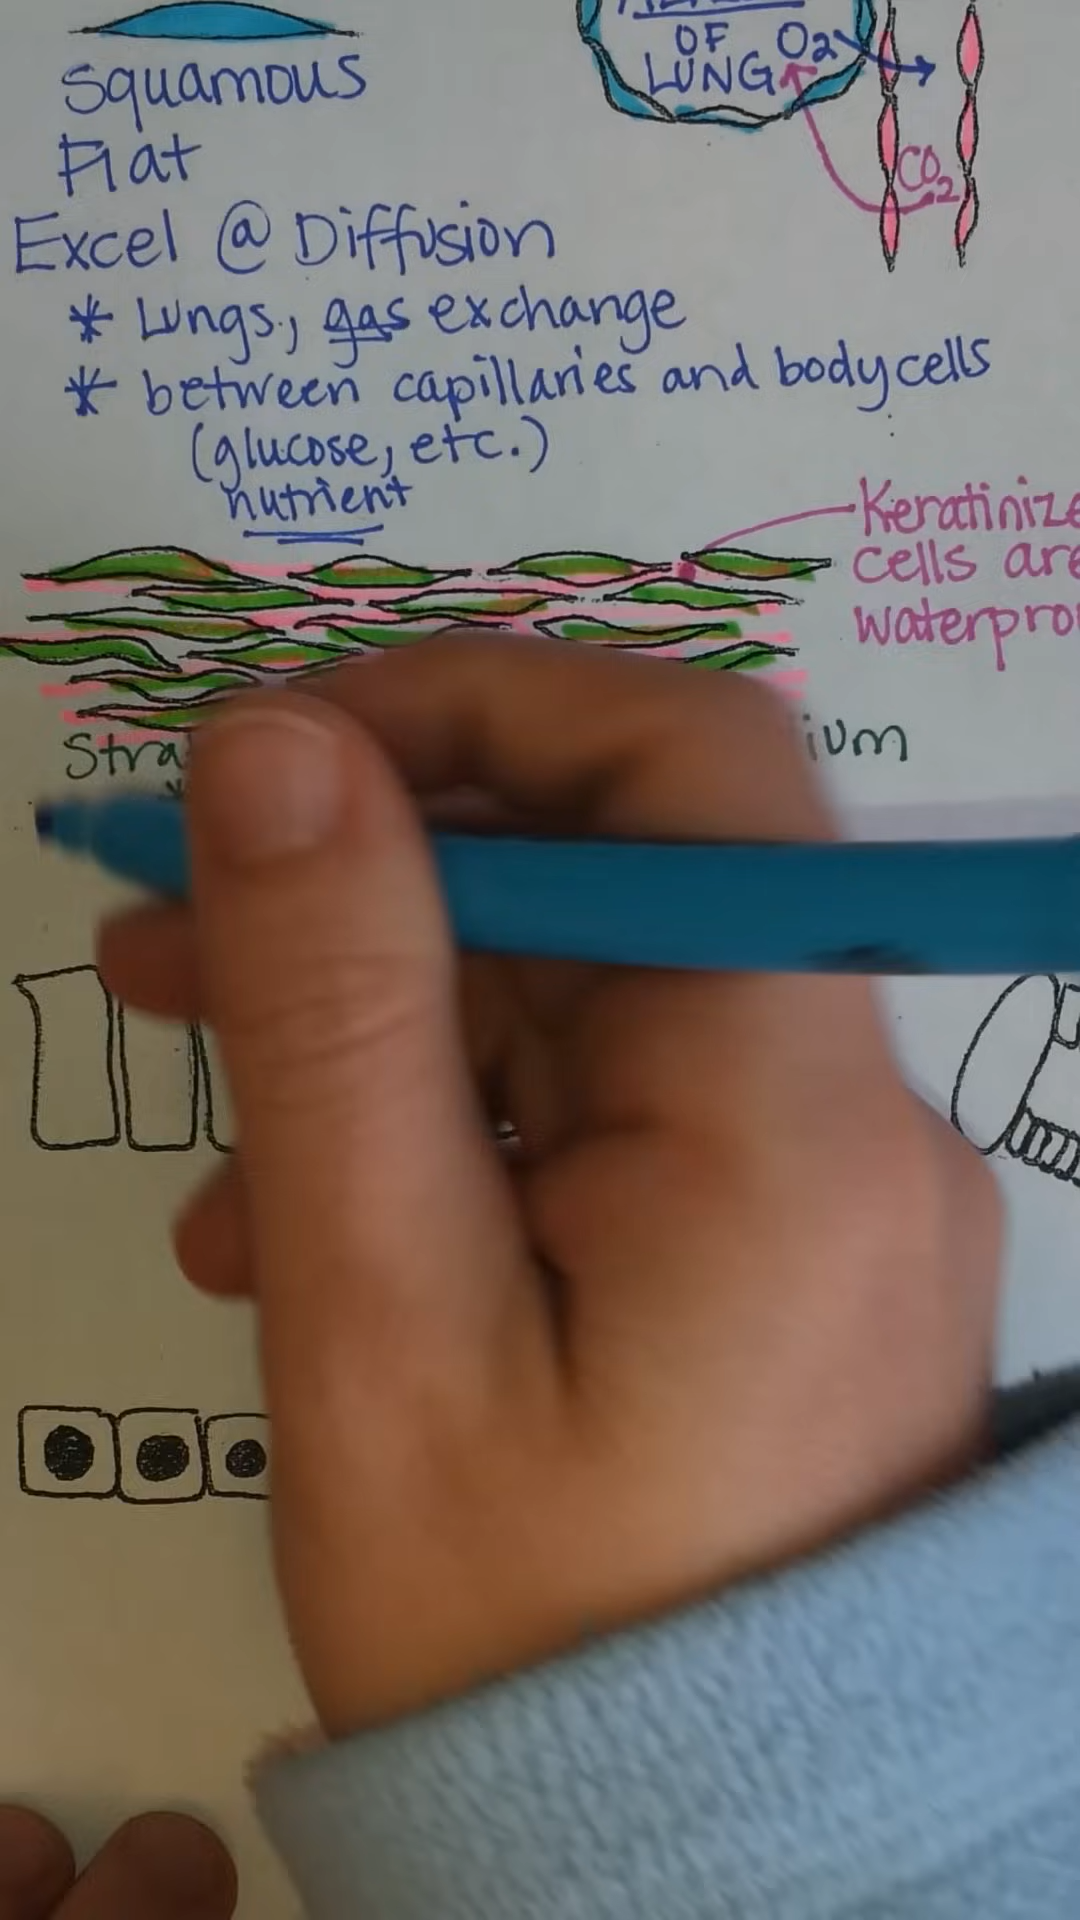 Squamous
Flat
Excel @ Diffusion
* Lungs, gas exchange
* between capillaries and body cells
(glucose, etc.)
nutrient
OF O2
LUNG
CO2
Keratinize
cells are
waterpro
Stra ium